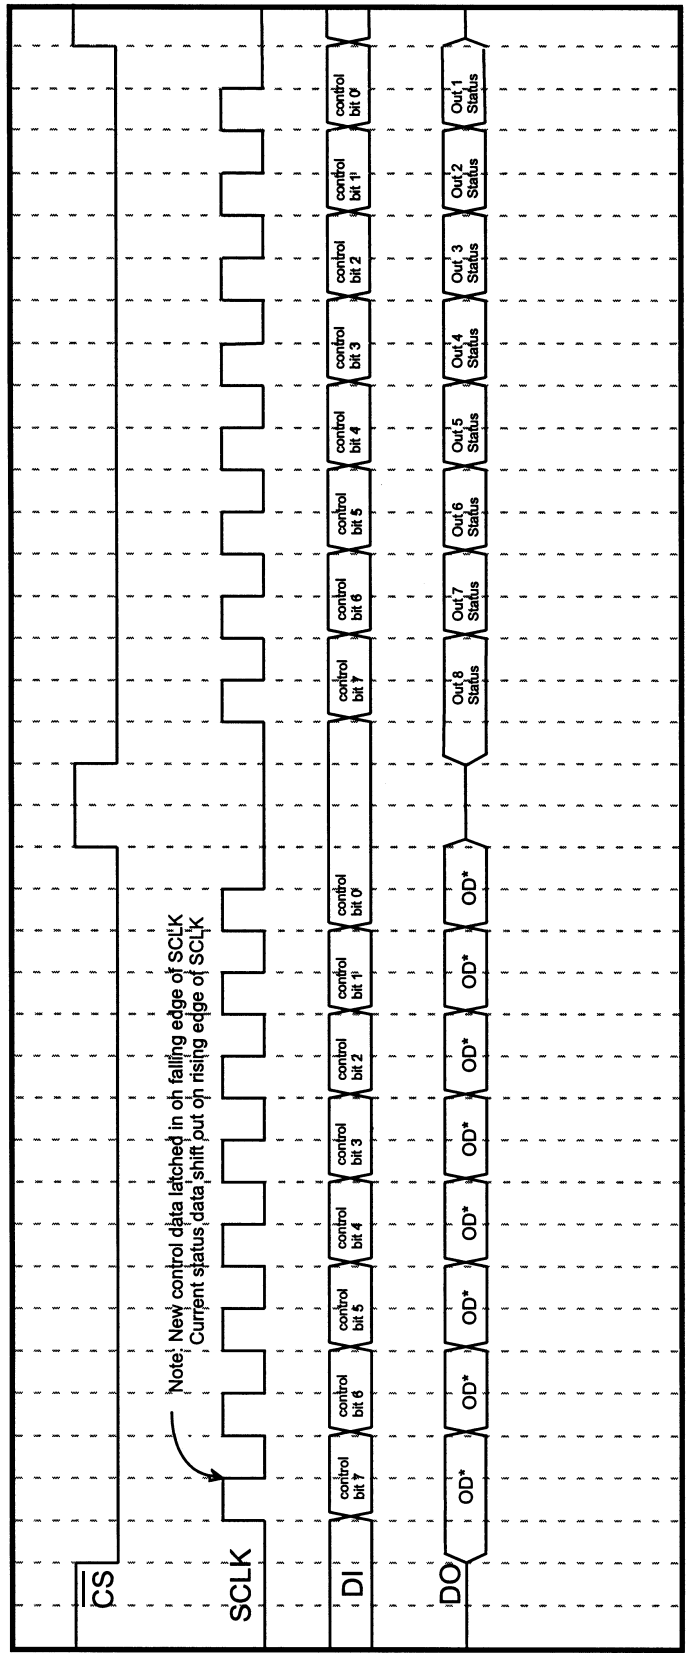 CS
Note: New control data latched in on falling edge of SCLK
Current status data shift out on rising edge of SCLK
SCLK
DI
control
bit 7
control
bit 6
control
bit 5
control
bit 4
control
bit 3
control
bit 2
control
bit 1
control
bit 0
control
bit 7
control
bit 6
control
bit 5
control
bit 4
control
bit 3
control
bit 2
control
bit 1
control
bit 0
DO
OD*
OD*
OD*
OD*
OD*
OD*
OD*
OD*
Out 8
Status
Out 7
Status
Out 6
Status
Out 5
Status
Out 4
Status
Out 3
Status
Out 2
Status
Out 1
Status